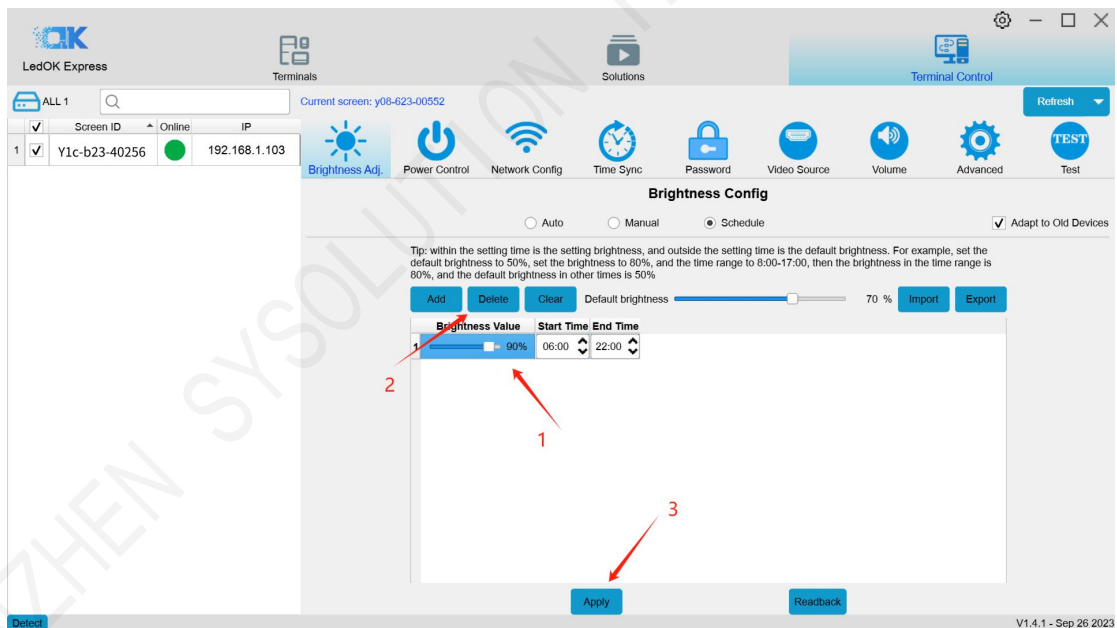 LedOK Express
Terminals
Solutions
Terminal Control
ALL 1
Current screen: y08-623-00552
Refresh
Screen ID Online IP
1 Y1c-b23-40256 192.168.1.103
Brightness Adj. Power Control Network Config Time Sync Password Video Source Volume Advanced Test
TEST
Brightness Config
Auto Manual Schedule Adapt to Old Devices
Tip: within the setting time is the setting brightness, and outside the setting time is the default brightness. For example, set the
default brightness to 50%, set the brightness to 80%, and the time range to 8:00-17:00, then the brightness in the time range is
80%, and the default brightness in other times is 50%
Add Delete Clear Default brightness 70 % Import Export
Brightness Value Start Time End Time
1 90% 06:00 22:00
2
1
3
Apply Readback
Detect V1.4.1 - Sep 26 2023
ZHEN SYSOLUTION